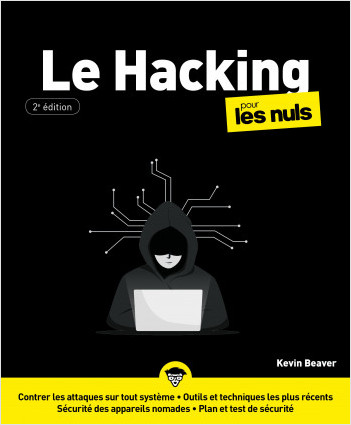 Le Hacking
pour
les nuls
2e édition
Kevin Beaver
Contrer les attaques sur tout système • Outils et techniques les plus récents
Sécurité des appareils nomades • Plan et test de sécurité